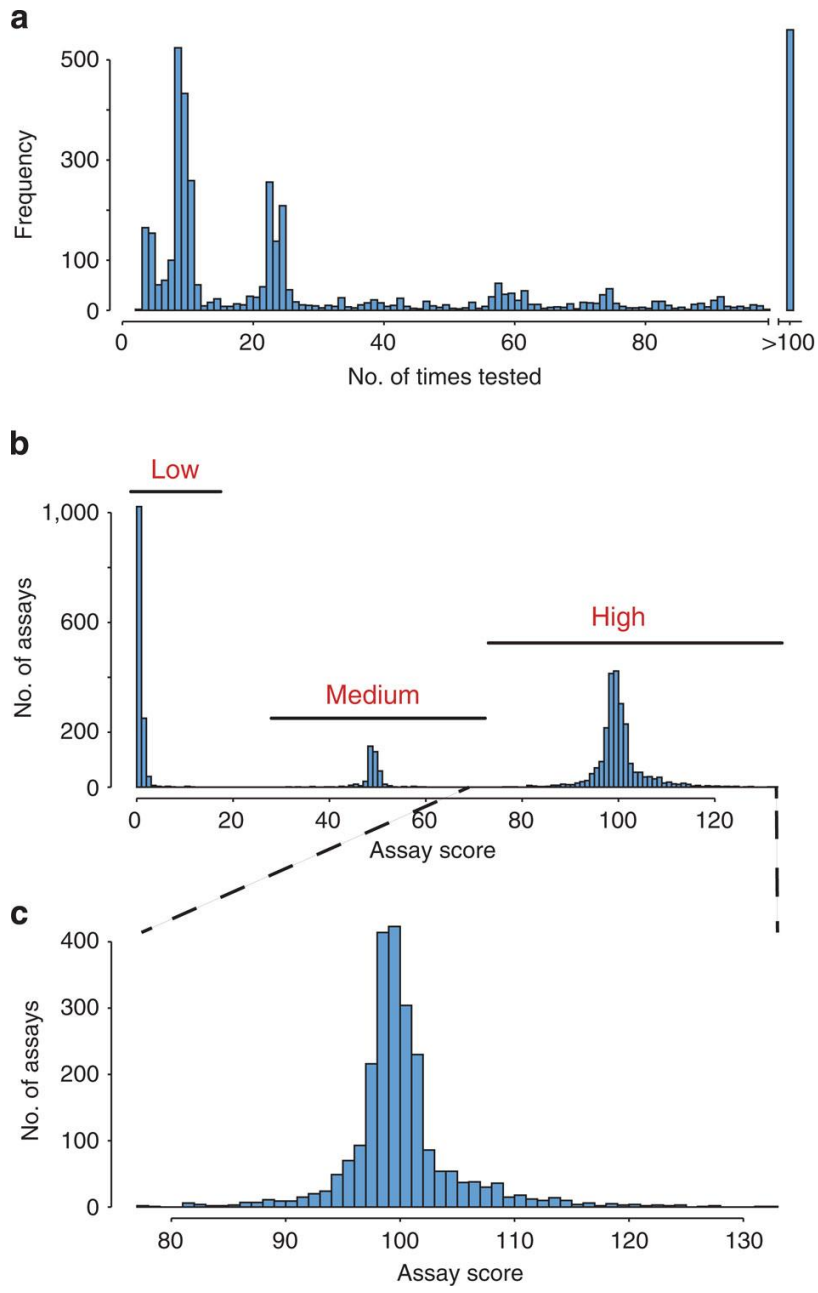 a
500
300
100
0
Frequency
0 20 40 60 80 >100
No. of times tested
b
Low
1,000
600
200
0
No. of assays
Medium
High
0 20 40 60 80 100 120
Assay score
c
400
300
200
100
0
No. of assays
80 90 100 110 120 130
Assay score